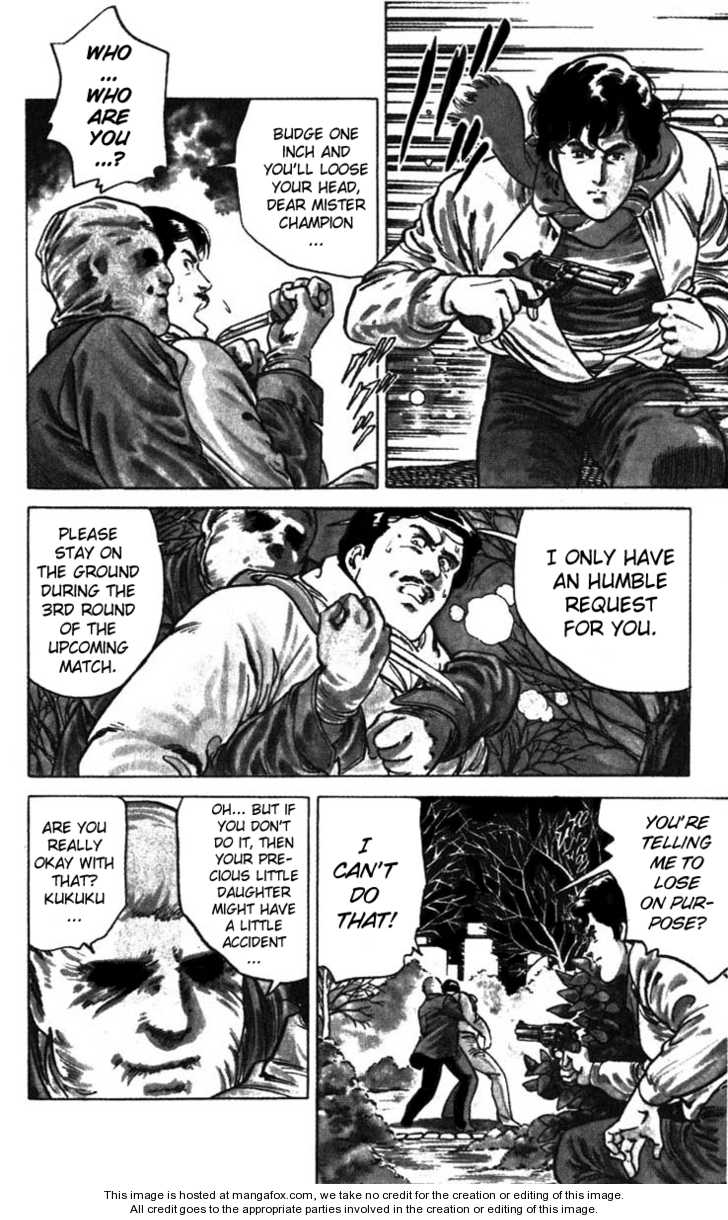 BUDGE ONE
INCH AND
YOU'LL LOOSE
YOUR HEAD,
DEAR MISTER
CHAMPION
...
WHO
...
WHO
ARE
YOU
...?
I ONLY HAVE
AN HUMBLE
REQUEST
FOR YOU.
PLEASE
STAY ON
THE GROUND
DURING THE
3RD ROUND
OF THE
UPCOMING
MATCH.
YOU'RE
TELLING
ME TO
LOSE
ON PUR-
POSE?
I
CAN'T
DO
THAT!
OH... BUT IF
YOU DON'T
DO IT, THEN
YOUR PRE-
CIOUS LITTLE
DAUGHTER
MIGHT HAVE
A LITTLE
ACCIDENT
...
ARE YOU
REALLY
OKAY WITH
THAT?
KUKUKU
...
This image is hosted at mangafox.com, we take no credit for the creation or editing of this image.
All credit goes to the appropriate parties involved in the creation or editing of this image.